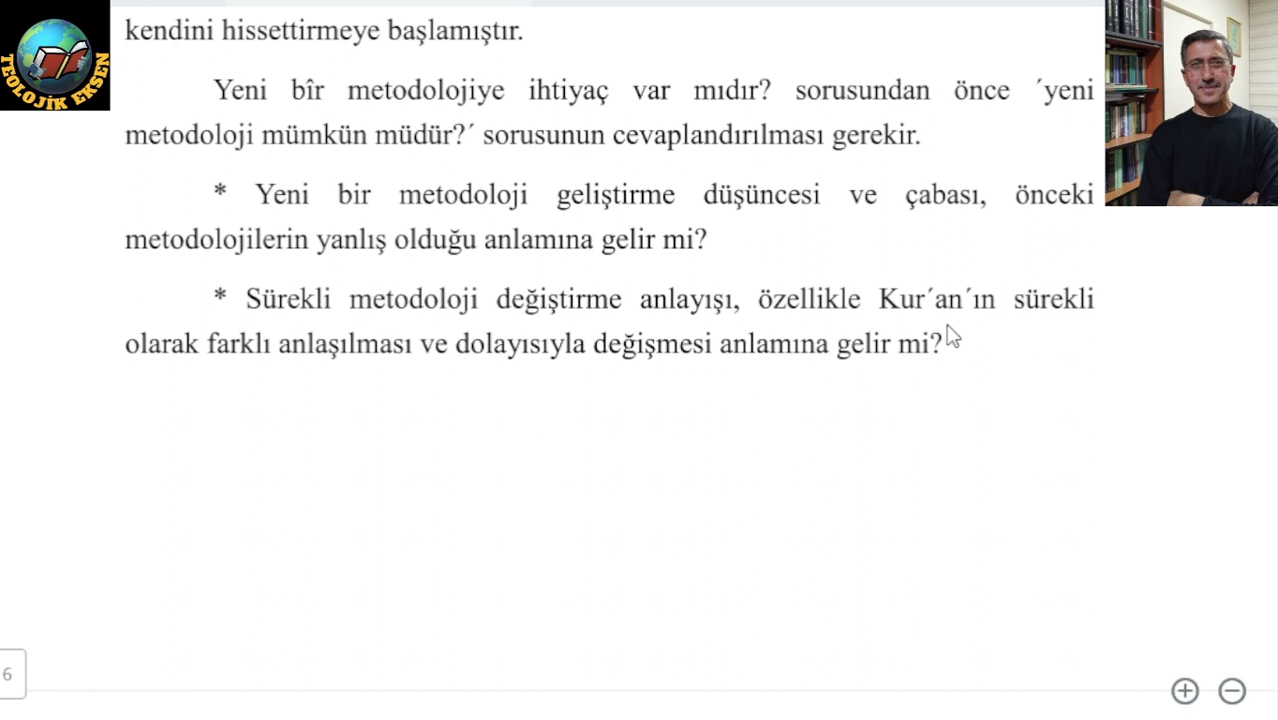 TEOLOJİK EKSEN
kendini hissettirmeye başlamıştır.
Yeni bîr metodolojiye ihtiyaç var mıdır? sorusundan önce ´yeni
metodoloji mümkün müdür?´ sorusunun cevaplandırılması gerekir.
* Yeni bir metodoloji geliştirme düşüncesi ve çabası, önceki
metodolojilerin yanlış olduğu anlamına gelir mi?
* Sürekli metodoloji değiştirme anlayışı, özellikle Kur´an´ın sürekli
olarak farklı anlaşılması ve dolayısıyla değişmesi anlamına gelir mi?
6